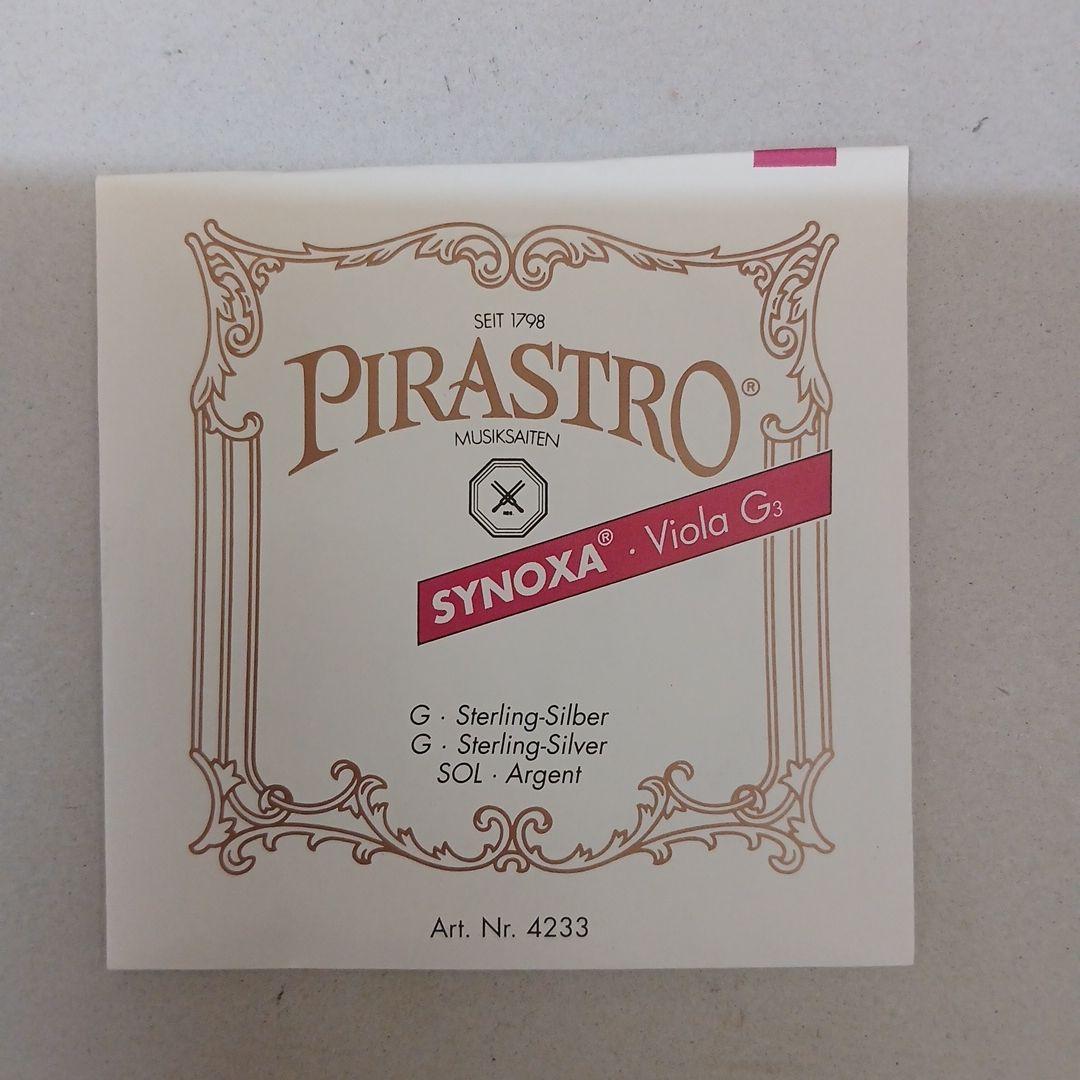 SEIT 1798
PIRASTRO®
MUSIKSAITEN
SYNOXA® · Viola G3
G · Sterling-Silber
G · Sterling-Silver
SOL · Argent
Art. Nr. 4233